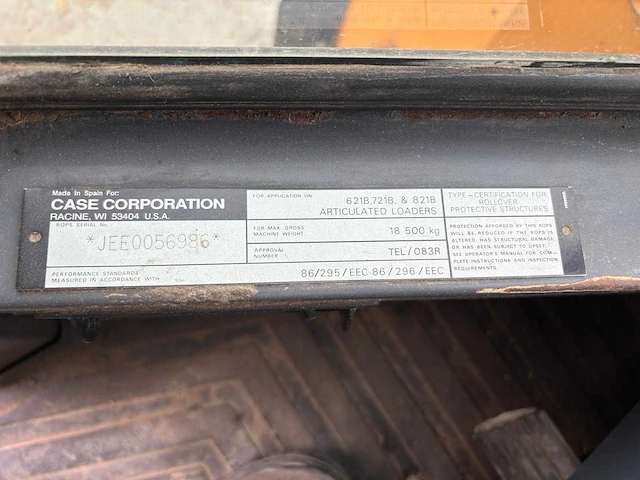 Made In Spain For:
CASE CORPORATION
RACINE, WI 53404 U.S.A.
ROPS SERIAL No
*JEE0056986*
PERFORMANCE STANDARDS
MEASURED IN ACCORDANCE WITH
FOR APPLICATION ON
621B,721B, & 821B
ARTICULATED LOADERS
FOR MAX. GROSS
MACHINE WEIGHT
18 500 kg
APPROVAL
NUMBER
TEL/083R
86/295/EEC-86/296/EEC
TYPE–CERTIFICATION FOR
ROLLOVER
PROTECTIVE STRUCTURES
PROTECTION AFFORDED BY THIS ROPS
WILL BE REDUCED IF THE ROPS IS
ALTERED, HAS STRUCTURAL DAMAGE
OR HAS BEEN SUBJECT TO ROLLOVER.
SEE OPERATOR'S MANUAL FOR COM–
PLETE INSTRUCTIONS AND INSPECTION
REQUIREMENTS.